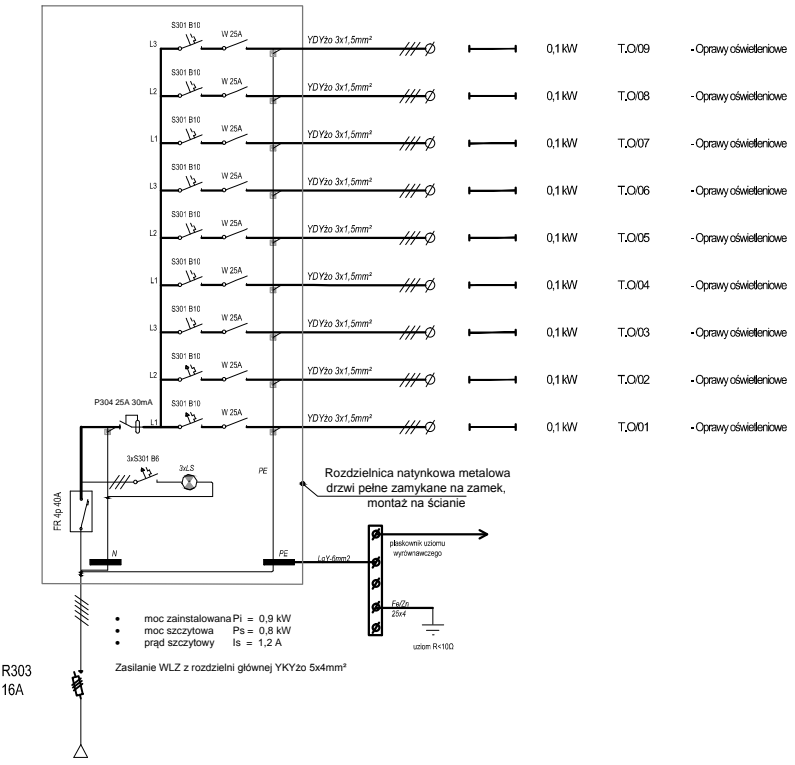 S301 B10
L3 W 25A YDYżo 3x1,5mm² 0,1 kW T.O/09 - Oprawy oświetleniowe
S301 B10
L2 W 25A YDYżo 3x1,5mm² 0,1 kW T.O/08 - Oprawy oświetleniowe
S301 B10
L1 W 25A YDYżo 3x1,5mm² 0,1 kW T.O/07 - Oprawy oświetleniowe
S301 B10
L3 W 25A YDYżo 3x1,5mm² 0,1 kW T.O/06 - Oprawy oświetleniowe
S301 B10
L2 W 25A YDYżo 3x1,5mm² 0,1 kW T.O/05 - Oprawy oświetleniowe
S301 B10
L1 W 25A YDYżo 3x1,5mm² 0,1 kW T.O/04 - Oprawy oświetleniowe
S301 B10
L3 W 25A YDYżo 3x1,5mm² 0,1 kW T.O/03 - Oprawy oświetleniowe
S301 B10
L2 W 25A YDYżo 3x1,5mm² 0,1 kW T.O/02 - Oprawy oświetleniowe
P304 25A 30mA S301 B10
L1 W 25A YDYżo 3x1,5mm² 0,1 kW T.O/01 - Oprawy oświetleniowe
3xS301 B6
3xLS
PE
Rozdzielnica natynkowa metalowa
drzwi pełne zamykane na zamek,
montaż na ścianie
FR 4p 40A
N
PE
LgY-6mm2
płaskownik uziomu
wyrównawczego
Fe/Zn
25x4
uziom R<10Ω
• moc zainstalowana Pi = 0,9 kW
• moc szczytowa Ps = 0,8 kW
• prąd szczytowy Is = 1,2 A
Zasilanie WLZ z rozdzielni głównej YKYżo 5x4mm²
R303
16A